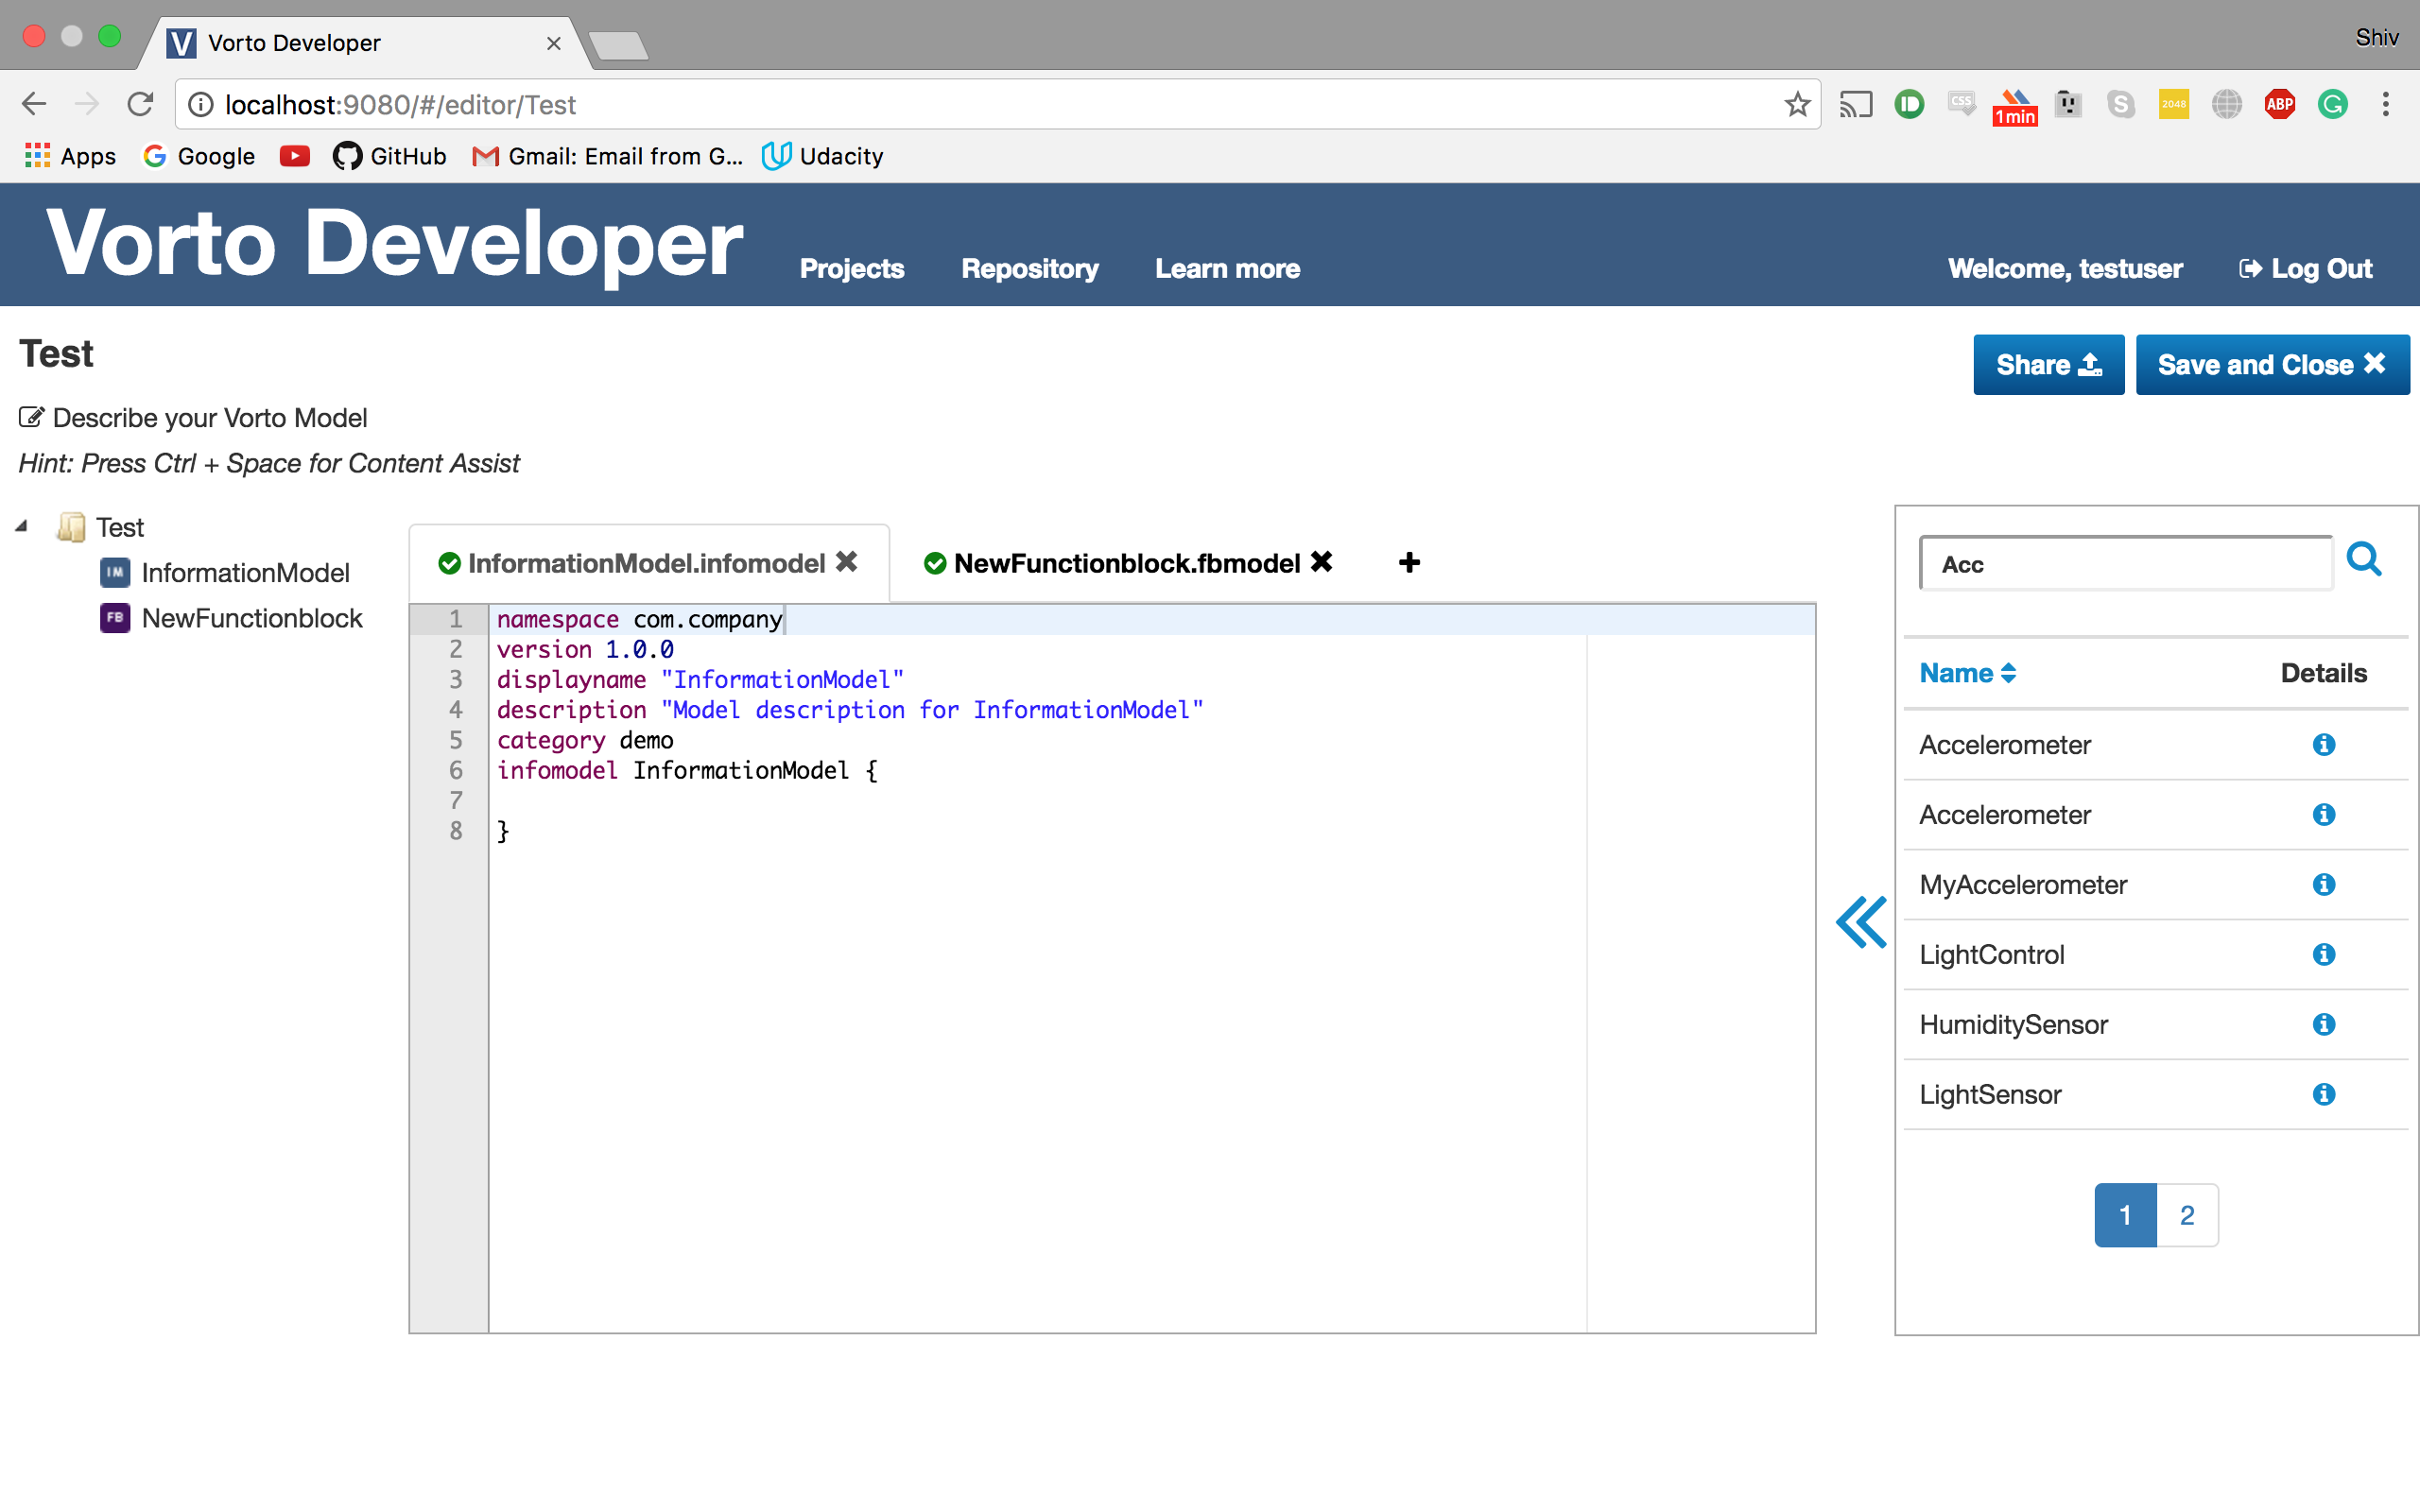 Vorto Developer
Shiv
localhost:9080/#/editor/Test
CSS
1min
S
2048
ABP
G
Apps
Google
GitHub
Gmail: Email from G...
Udacity
Vorto Developer
Projects
Repository
Learn more
Welcome, testuser
Log Out
Test
Share
Save and Close
Describe your Vorto Model
Hint: Press Ctrl + Space for Content Assist
Test
IM InformationModel
FB NewFunctionblock
InformationModel.infomodel
NewFunctionblock.fbmodel
1 namespace com.company
2 version 1.0.0
3 displayname "InformationModel"
4 description "Model description for InformationModel"
5 category demo
6 infomodel InformationModel {
7
8 }
Acc
Name Details
Accelerometer
Accelerometer
MyAccelerometer
LightControl
HumiditySensor
LightSensor
1 2